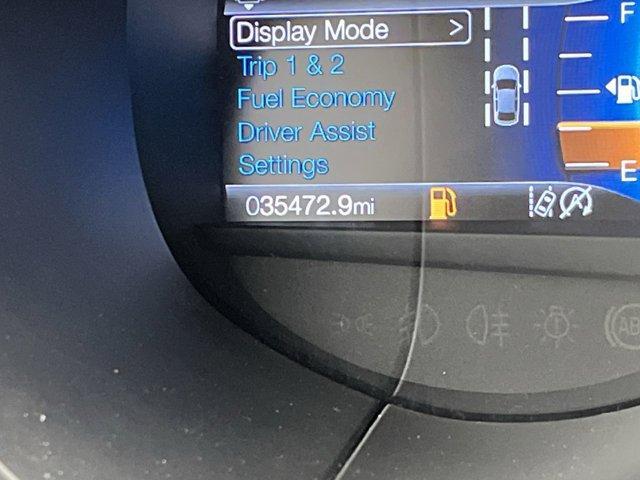 Display Mode >
Trip 1 & 2
Fuel Economy
Driver Assist
Settings
035472.9mi
F
E